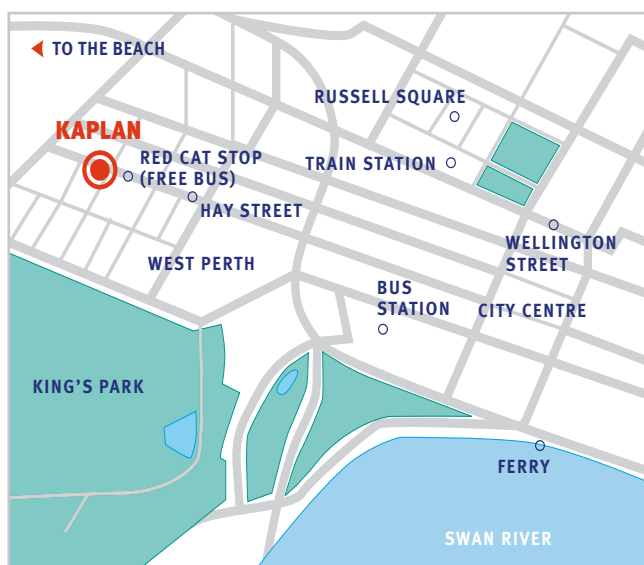 TO THE BEACH
RUSSELL SQUARE
KAPLAN
RED CAT STOP
(FREE BUS)
TRAIN STATION
HAY STREET
WELLINGTON
STREET
WEST PERTH
BUS
STATION
CITY CENTRE
KING'S PARK
FERRY
SWAN RIVER